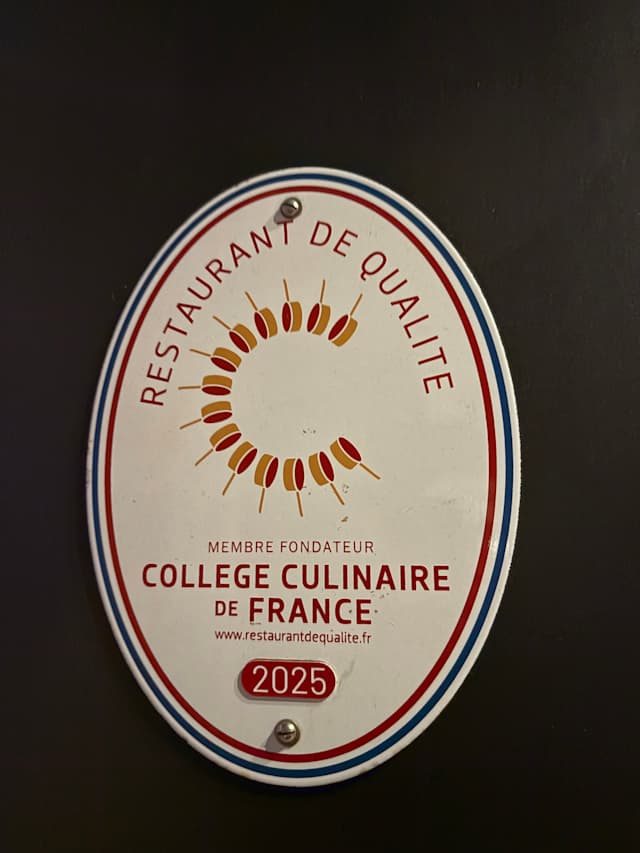 RESTAURANT DE QUALITE
MEMBRE FONDATEUR
COLLEGE CULINAIRE
DE FRANCE
www.restaurantdequalite.fr
2025